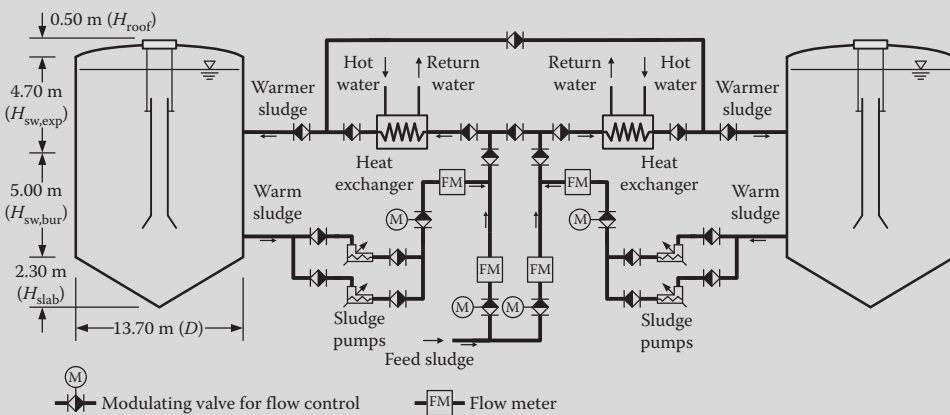 0.50 m (H_roof)
4.70 m
(H_sw,exp)
5.00 m
(H_sw,bur)
2.30 m
(H_slab)
13.70 m (D)
Warmer
sludge
Warm
sludge
Hot
water
Return
water
Heat
exchanger
FM
M
FM
M
Sludge
pumps
Feed sludge
Return
water
Hot
water
Heat
exchanger
FM
M
FM
M
Warmer
sludge
Warm
sludge
Sludge
pumps
M
Modulating valve for flow control
FM
Flow meter